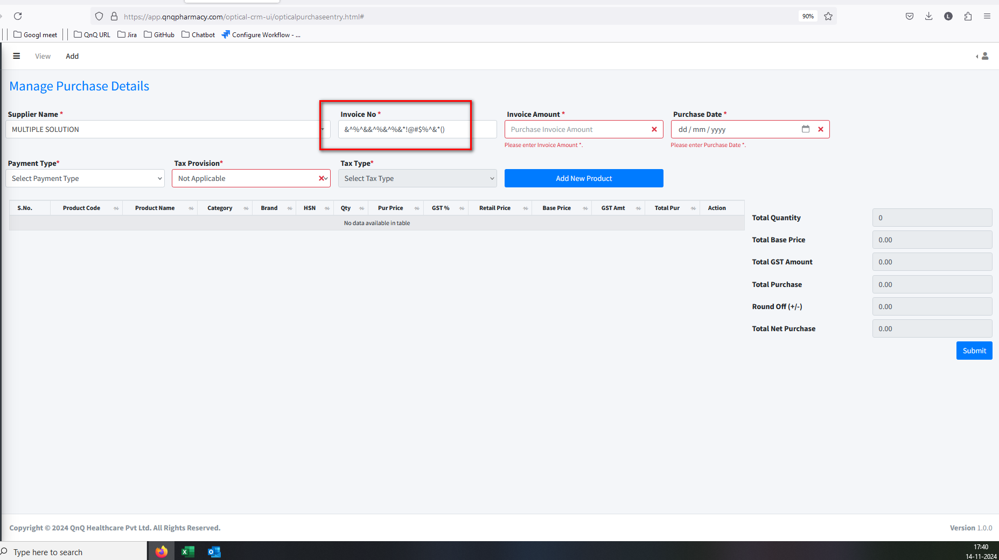 https://app.qnqpharmacy.com/optical-crm-ui/opticalpurchaseentry.html#
90%
L
Googl meet
QnQ URL
Jira
GitHub
Chatbot
Configure Workflow - ...
View
Add
Manage Purchase Details
Supplier Name *
Invoice No *
Invoice Amount *
Purchase Date *
MULTIPLE SOLUTION
&^%^&&^%&^%&*!@#$%^&*()
Purchase Invoice Amount
dd / mm / yyyy
Please enter Invoice Amount *.
Please enter Purchase Date *.
Payment Type*
Tax Provision*
Tax Type*
Select Payment Type
Not Applicable
Select Tax Type
Add New Product
S.No. Product Code Product Name Category Brand HSN Qty Pur Price GST % Retail Price Base Price GST Amt Total Pur Action
No data available in table
Total Quantity 0
Total Base Price 0.00
Total GST Amount 0.00
Total Purchase 0.00
Round Off (+/-) 0.00
Total Net Purchase 0.00
Submit
Copyright © 2024 QnQ Healthcare Pvt Ltd. All Rights Reserved.
Version 1.0.0
Type here to search
17:40
14-11-2024